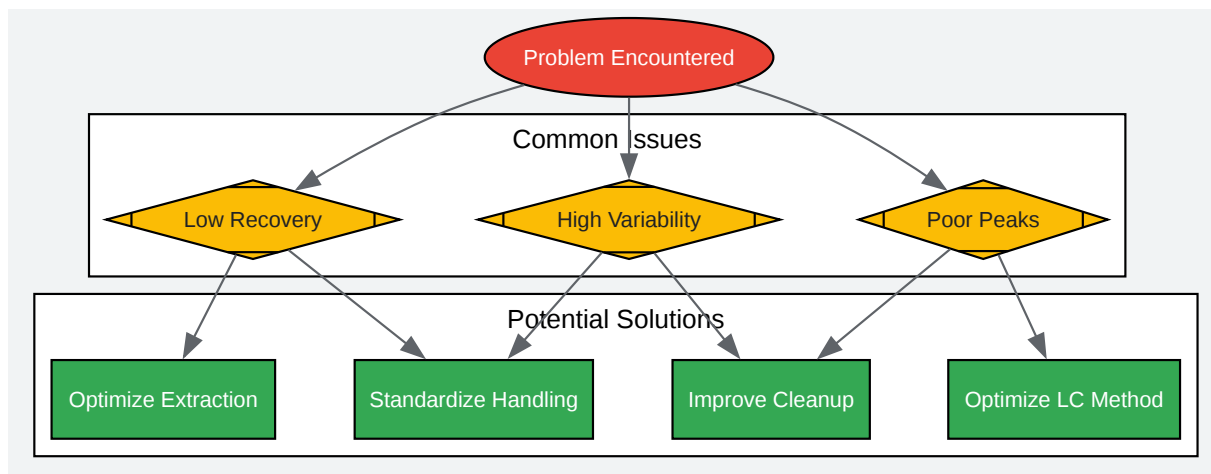 Problem Encountered
Common Issues
Low Recovery
High Variability
Poor Peaks
Potential Solutions
Optimize Extraction
Standardize Handling
Improve Cleanup
Optimize LC Method